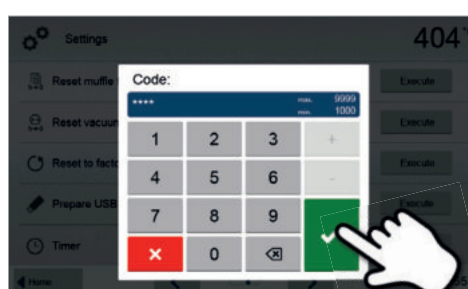 Settings
404°
Code:
****
max. 9999
min. 1000
Reset muffle
Execute
1
2
3
+
Reset vacuum
Execute
4
5
6
-
Reset to facto
Execute
7
8
9
Prepare USB
Execute
0
Timer
Home